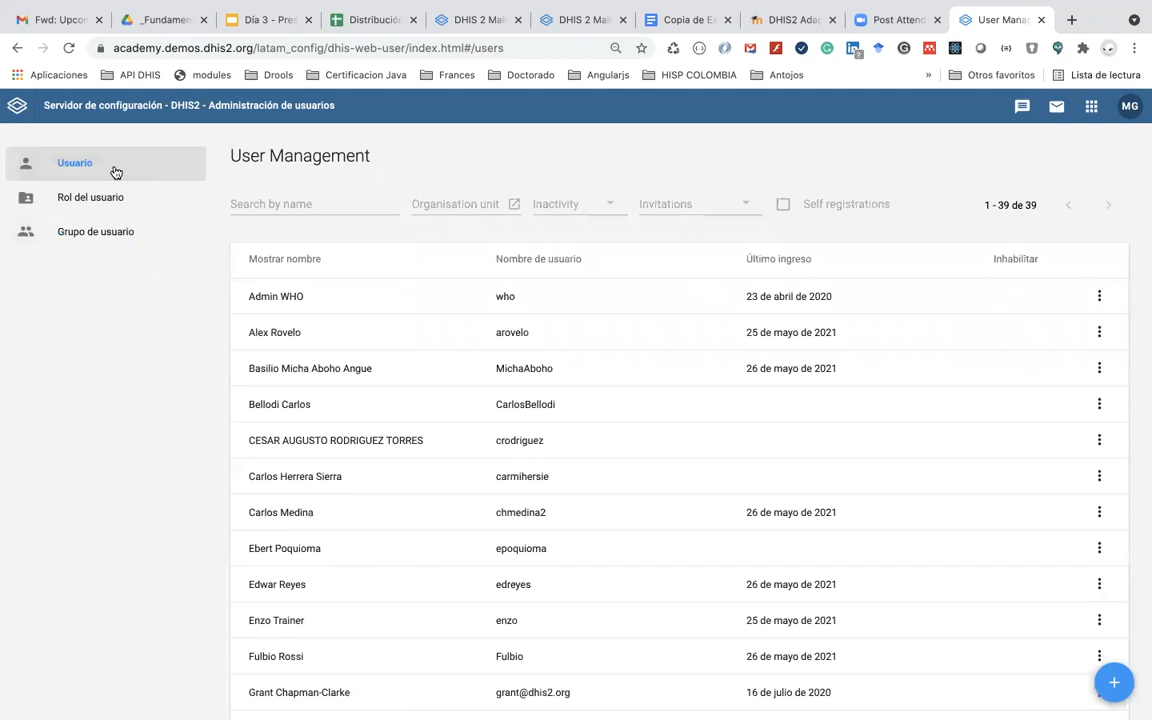 Fwd: Upcon
_Fundamen
Día 3 - Pres
Distribución
DHIS 2 Mai
DHIS 2 Mai
Copia de Ex
DHIS2 Adap
Post Attend
User Manag
academy.demos.dhis2.org/latam_config/dhis-web-user/index.html#/users
Aplicaciones
API DHIS
modules
Drools
Certificacion Java
Frances
Doctorado
Angularjs
HISP COLOMBIA
Antojos
»
Otros favoritos
Lista de lectura
Servidor de configuración - DHIS2 - Administración de usuarios
MG
Usuario
Rol del usuario
Grupo de usuario
User Management
Search by name
Organisation unit
Inactivity
Invitations
Self registrations
1 - 39 de 39
Mostrar nombre Nombre de usuario Último ingreso Inhabilitar
Admin WHO who 23 de abril de 2020
Alex Rovelo arovelo 25 de mayo de 2021
Basilio Micha Aboho Angue MichaAboho 26 de mayo de 2021
Bellodi Carlos CarlosBellodi
CESAR AUGUSTO RODRIGUEZ TORRES crodriguez
Carlos Herrera Sierra carmihersie
Carlos Medina chmedina2 26 de mayo de 2021
Ebert Poquioma epoquioma
Edwar Reyes edreyes 26 de mayo de 2021
Enzo Trainer enzo 25 de mayo de 2021
Fulbio Rossi Fulbio 26 de mayo de 2021
Grant Chapman-Clarke grant@dhis2.org 16 de julio de 2020